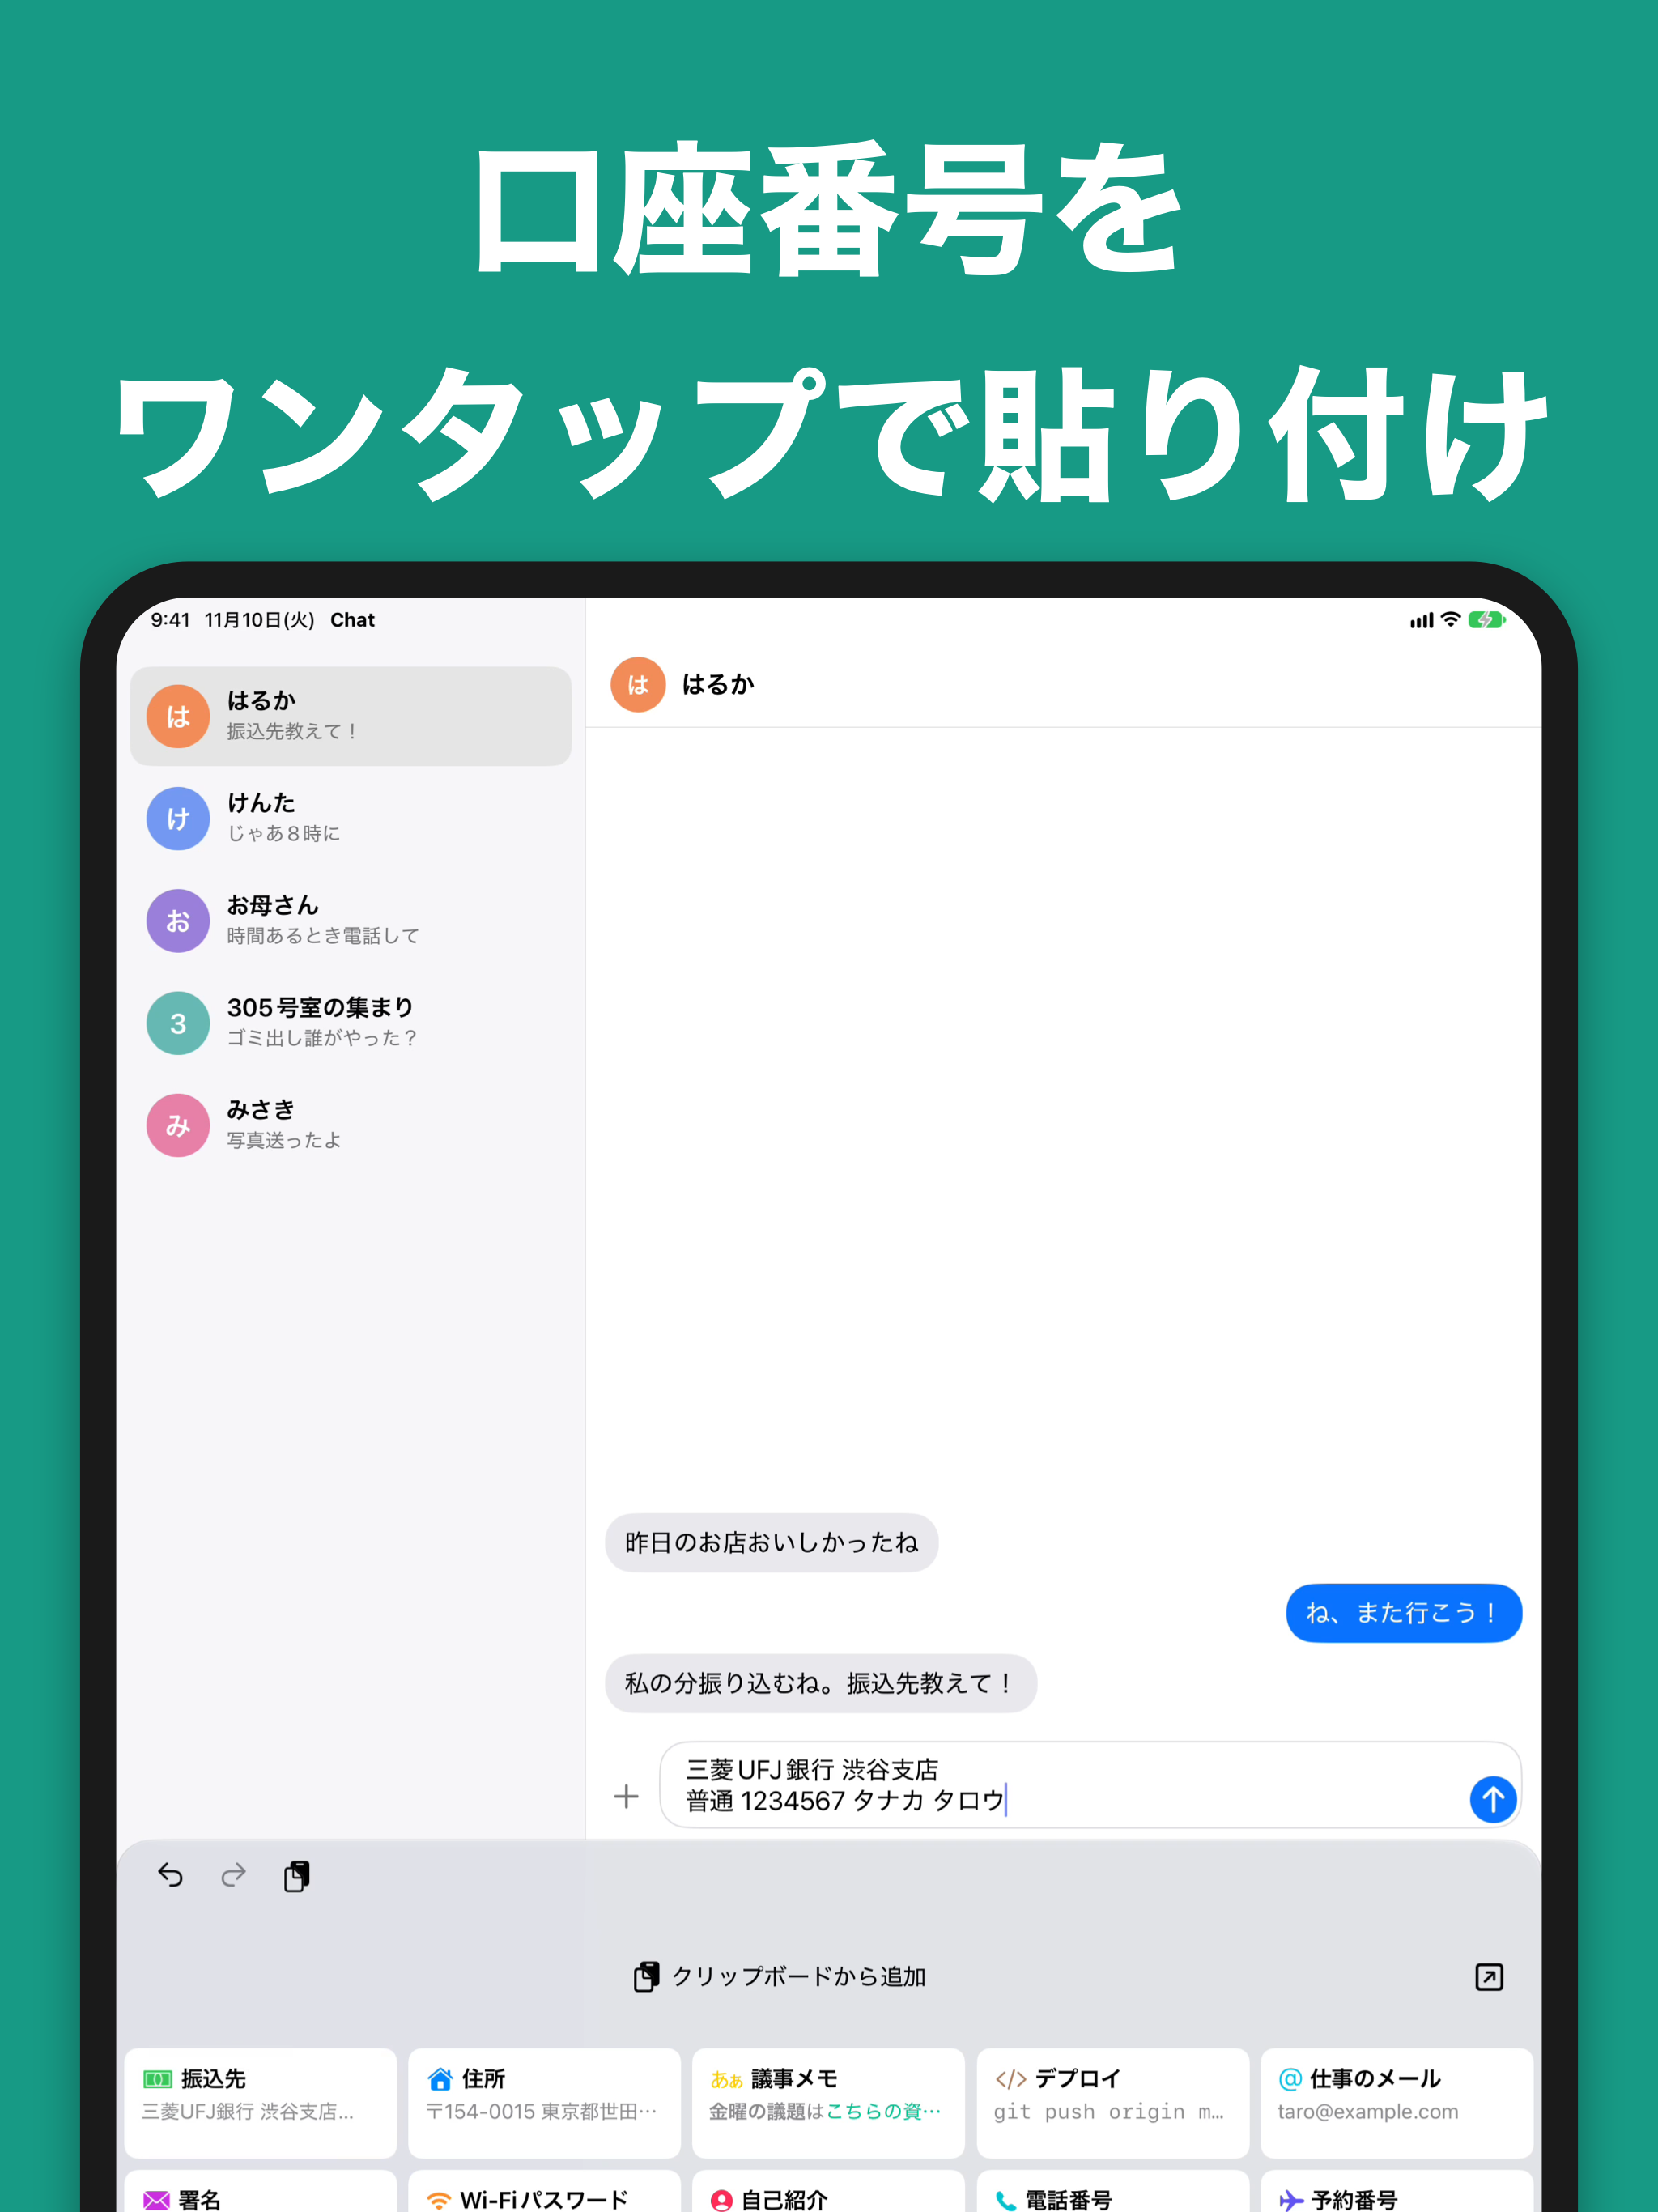 口座番号を
ワンタップで貼り付け
9:41 11月10日(火) Chat
は
はるか
振込先教えて！
け
けんた
じゃあ８時に
お
お母さん
時間あるとき電話して
3
305号室の集まり
ゴミ出し誰がやった？
み
みさき
写真送ったよ
は
はるか
昨日のお店おいしかったね
ね、また行こう！
私の分振り込むね。振込先教えて！
三菱UFJ銀行 渋谷支店
普通 1234567 タナカ タロウ
クリップボードから追加
振込先
三菱UFJ銀行 渋谷支店…
住所
〒154-0015 東京都世田…
あぁ 議事メモ
金曜の議題はこちらの資…
</> デプロイ
git push origin m…
@ 仕事のメール
taro@example.com
署名
Wi-Fiパスワード
自己紹介
電話番号
予約番号